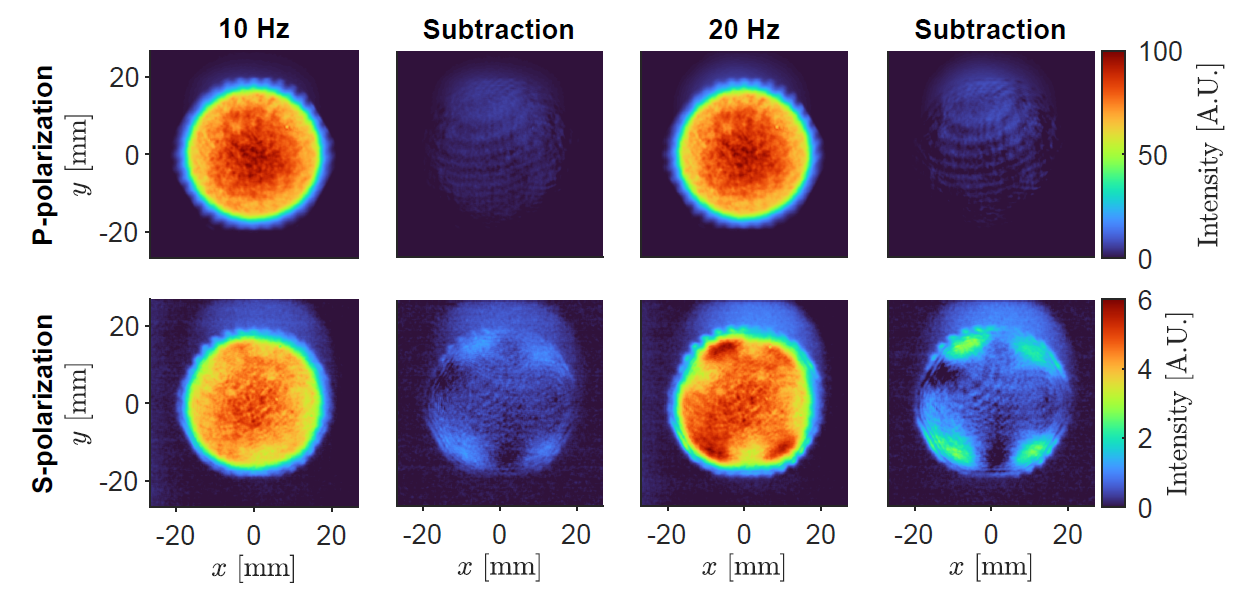 10 Hz Subtraction 20 Hz Subtraction
P-polarization
y [mm]
20
0
-20
100
50
0
Intensity [A.U.]
S-polarization
y [mm]
20
0
-20
6
4
2
0
Intensity [A.U.]
-20 0 20 -20 0 20 -20 0 20 -20 0 20
x [mm] x [mm] x [mm] x [mm]